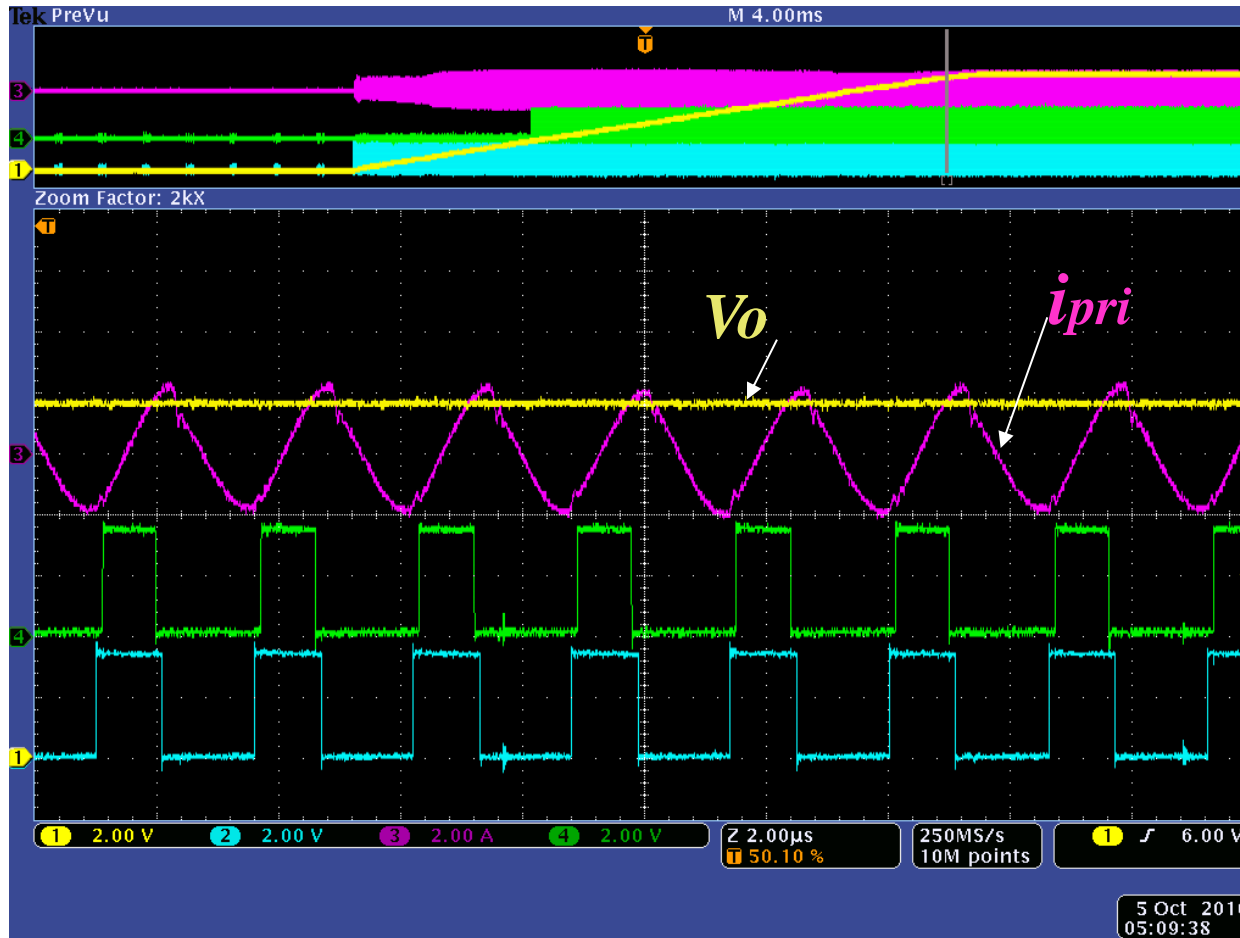 Tek PreVu M 4.00ms
T
3
4
1
Zoom Factor: 2kX
T
Vo
ipri
3
4
1
1 2.00 V 2 2.00 V 3 2.00 A 4 2.00 V
Z 2.00µs
T 50.10 %
250MS/s
10M points
1 6.00 V
5 Oct 201
05:09:38